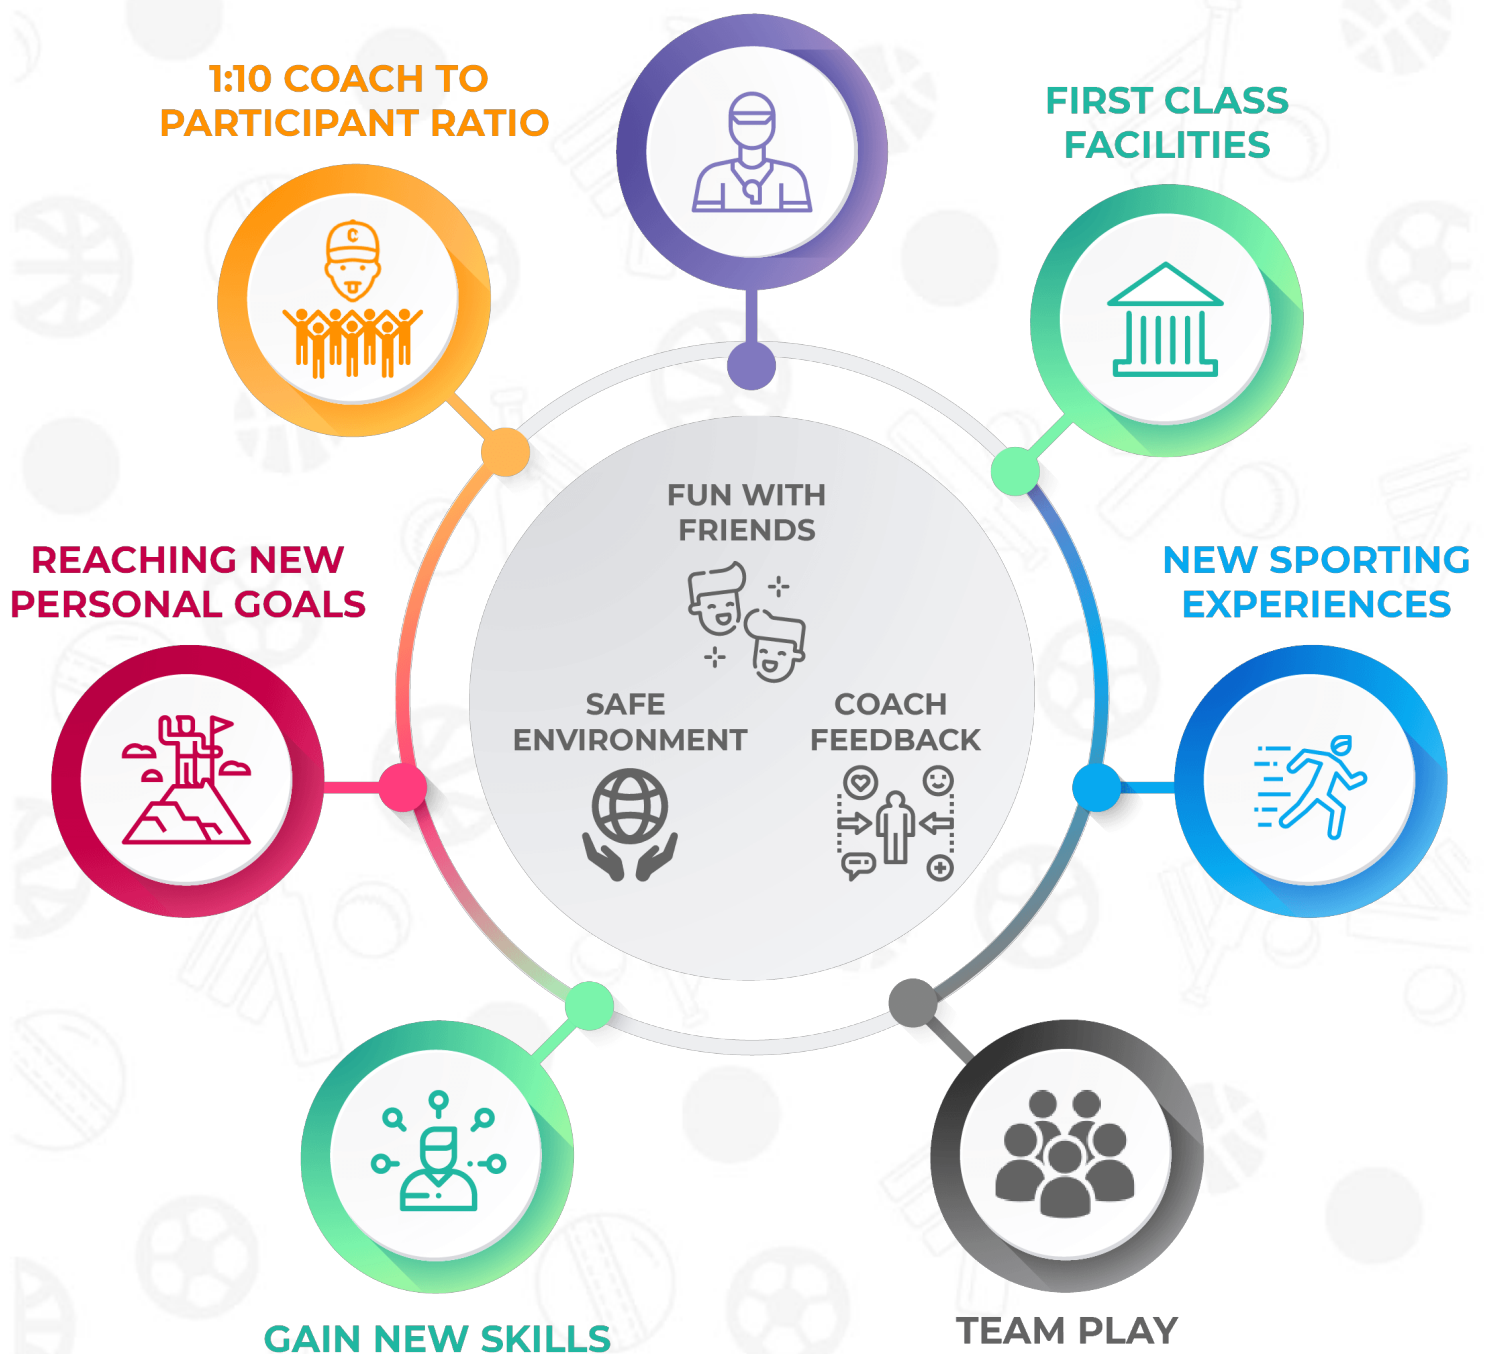 1:10 COACH TO
PARTICIPANT RATIO
FIRST CLASS
FACILITIES
C
FUN WITH
FRIENDS
REACHING NEW
PERSONAL GOALS
NEW SPORTING
EXPERIENCES
SAFE
ENVIRONMENT
COACH
FEEDBACK
GAIN NEW SKILLS
TEAM PLAY